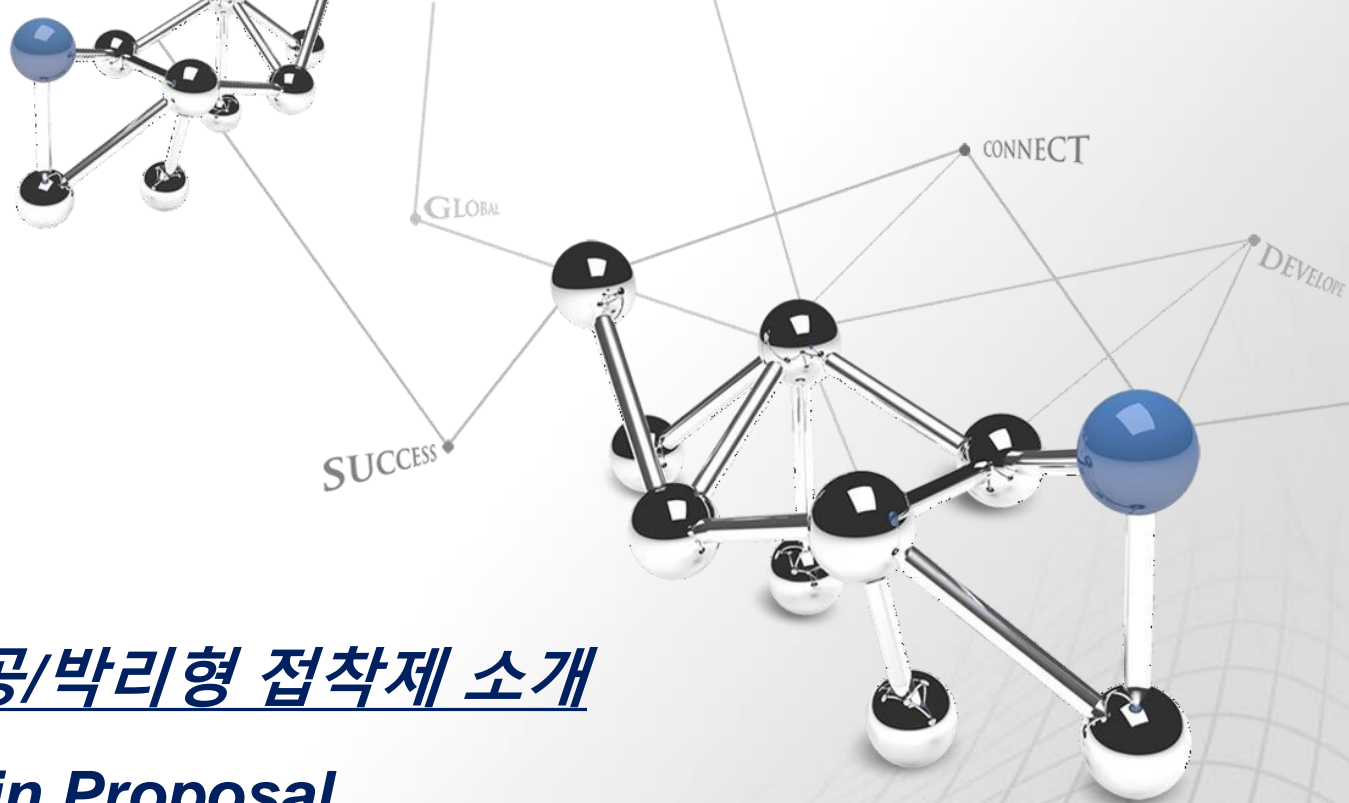 CONNECT
GLOBAL
DEVELOPE
SUCCESS
공/박리형 접착제 소개
in Proposal